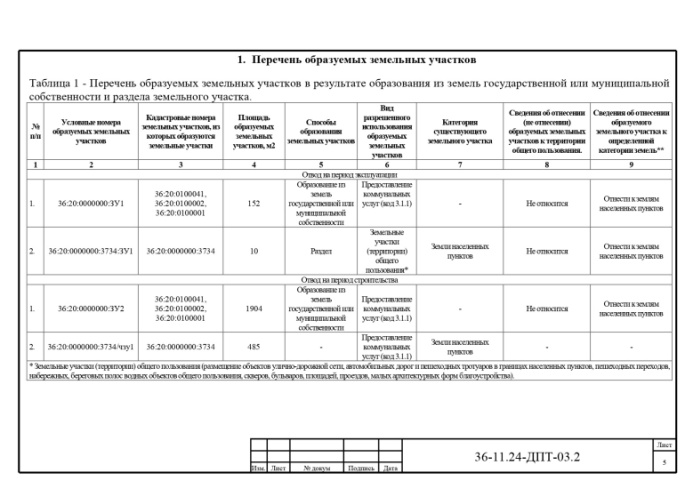 1. Перечень образуемых земельных участков
Таблица 1 - Перечень образуемых земельных участков в результате образования из земель государственной или муниципальной
собственности и раздела земельного участка.
№ п/п | Условные номера образуемых земельных участков | Кадастровые номера земельных участков, из которых образуются земельные участки | Площадь образуемых земельных участков, м2 | Способы образования земельных участков | Вид разрешенного использования образуемых земельных участков | Категория существующего земельного участка | Сведения об отнесении (не отнесении) образуемых земельных участков к территории общего пользования. | Сведения об отнесении образуемого земельного участка к определенной категории земель**
1 | 2 | 3 | 4 | 5 | 6 | 7 | 8 | 9
Отвод на период эксплуатации
1. | 36:20:0000000:ЗУ1 | 36:20:0100041, 36:20:0100002, 36:20:0100001 | 152 | Образование из земель государственной или муниципальной собственности | Предоставление коммунальных услуг (код 3.1.1) | - | Не относится | Отнести к землям населенных пунктов
2. | 36:20:0000000:3734:ЗУ1 | 36:20:0000000:3734 | 10 | Раздел | Земельные участки (территории) общего пользования* | Земли населенных пунктов | Не относится | Отнести к землям населенных пунктов
Отвод на период строительства
1. | 36:20:0000000:ЗУ2 | 36:20:0100041, 36:20:0100002, 36:20:0100001 | 1904 | Образование из земель государственной или муниципальной собственности | Предоставление коммунальных услуг (код 3.1.1) | - | Не относится | Отнести к землям населенных пунктов
2. | 36:20:0000000:3734/чзу1 | 36:20:0000000:3734 | 485 | - | Предоставление коммунальных услуг (код 3.1.1) | Земли населенных пунктов | - | -
* Земельные участки (территории) общего пользования (размещение объектов улично-дорожной сети, автомобильных дорог и пешеходных тротуаров в границах населенных пунктов, пешеходных переходов,
набережных, береговых полос водных объектов общего пользования, скверов, бульваров, площадей, проездов, малых архитектурных форм благоустройства).
36-11.24-ДПТ-03.2
Лист
5
Изм. Лист № докум Подпись Дата